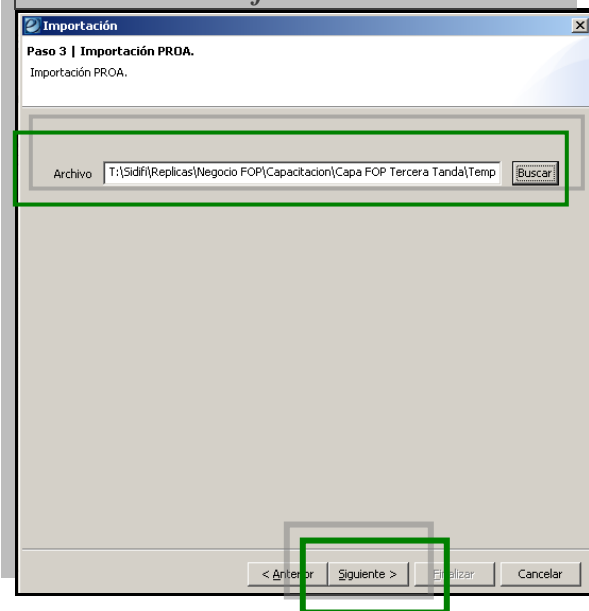 Importación
Paso 3 | Importación PROA.
Importación PROA.
Archivo T:\Sidifi\Replicas\Negocio FOP\Capacitacion\Capa FOP Tercera Tanda\Temp Buscar
< Anterior Siguiente > Finalizar Cancelar